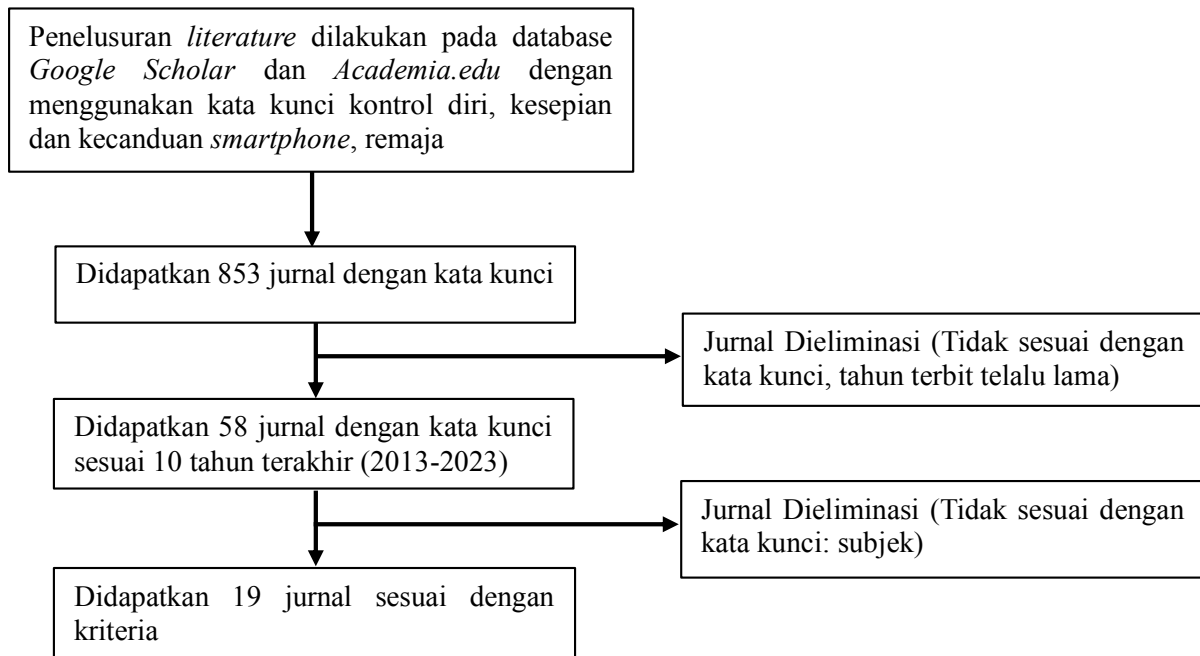 Penelusuran literature dilakukan pada database
Google Scholar dan Academia.edu dengan
menggunakan kata kunci kontrol diri, kesepian
dan kecanduan smartphone, remaja
Didapatkan 853 jurnal dengan kata kunci
Jurnal Dieliminasi (Tidak sesuai dengan
kata kunci, tahun terbit telalu lama)
Didapatkan 58 jurnal dengan kata kunci
sesuai 10 tahun terakhir (2013-2023)
Jurnal Dieliminasi (Tidak sesuai dengan
kata kunci: subjek)
Didapatkan 19 jurnal sesuai dengan
kriteria